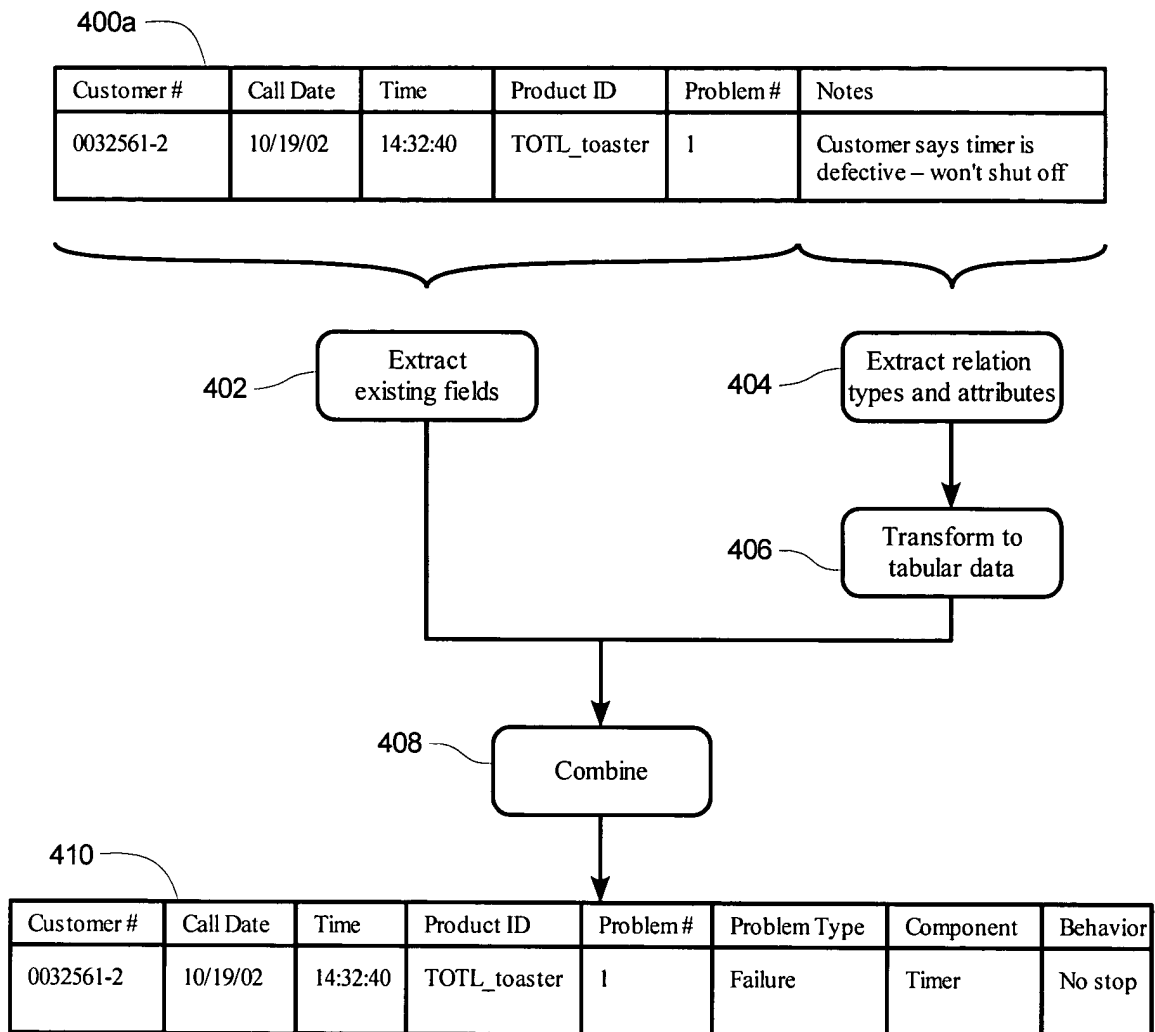 400a
Customer # Call Date Time Product ID Problem # Notes
0032561-2 10/19/02 14:32:40 TOTL_toaster 1 Customer says timer is
defective – won't shut off
Extract
existing fields
402
Extract relation
types and attributes
404
Transform to
tabular data
406
408
Combine
410
Customer # Call Date Time Product ID Problem # Problem Type Component Behavior
0032561-2 10/19/02 14:32:40 TOTL_toaster 1 Failure Timer No stop